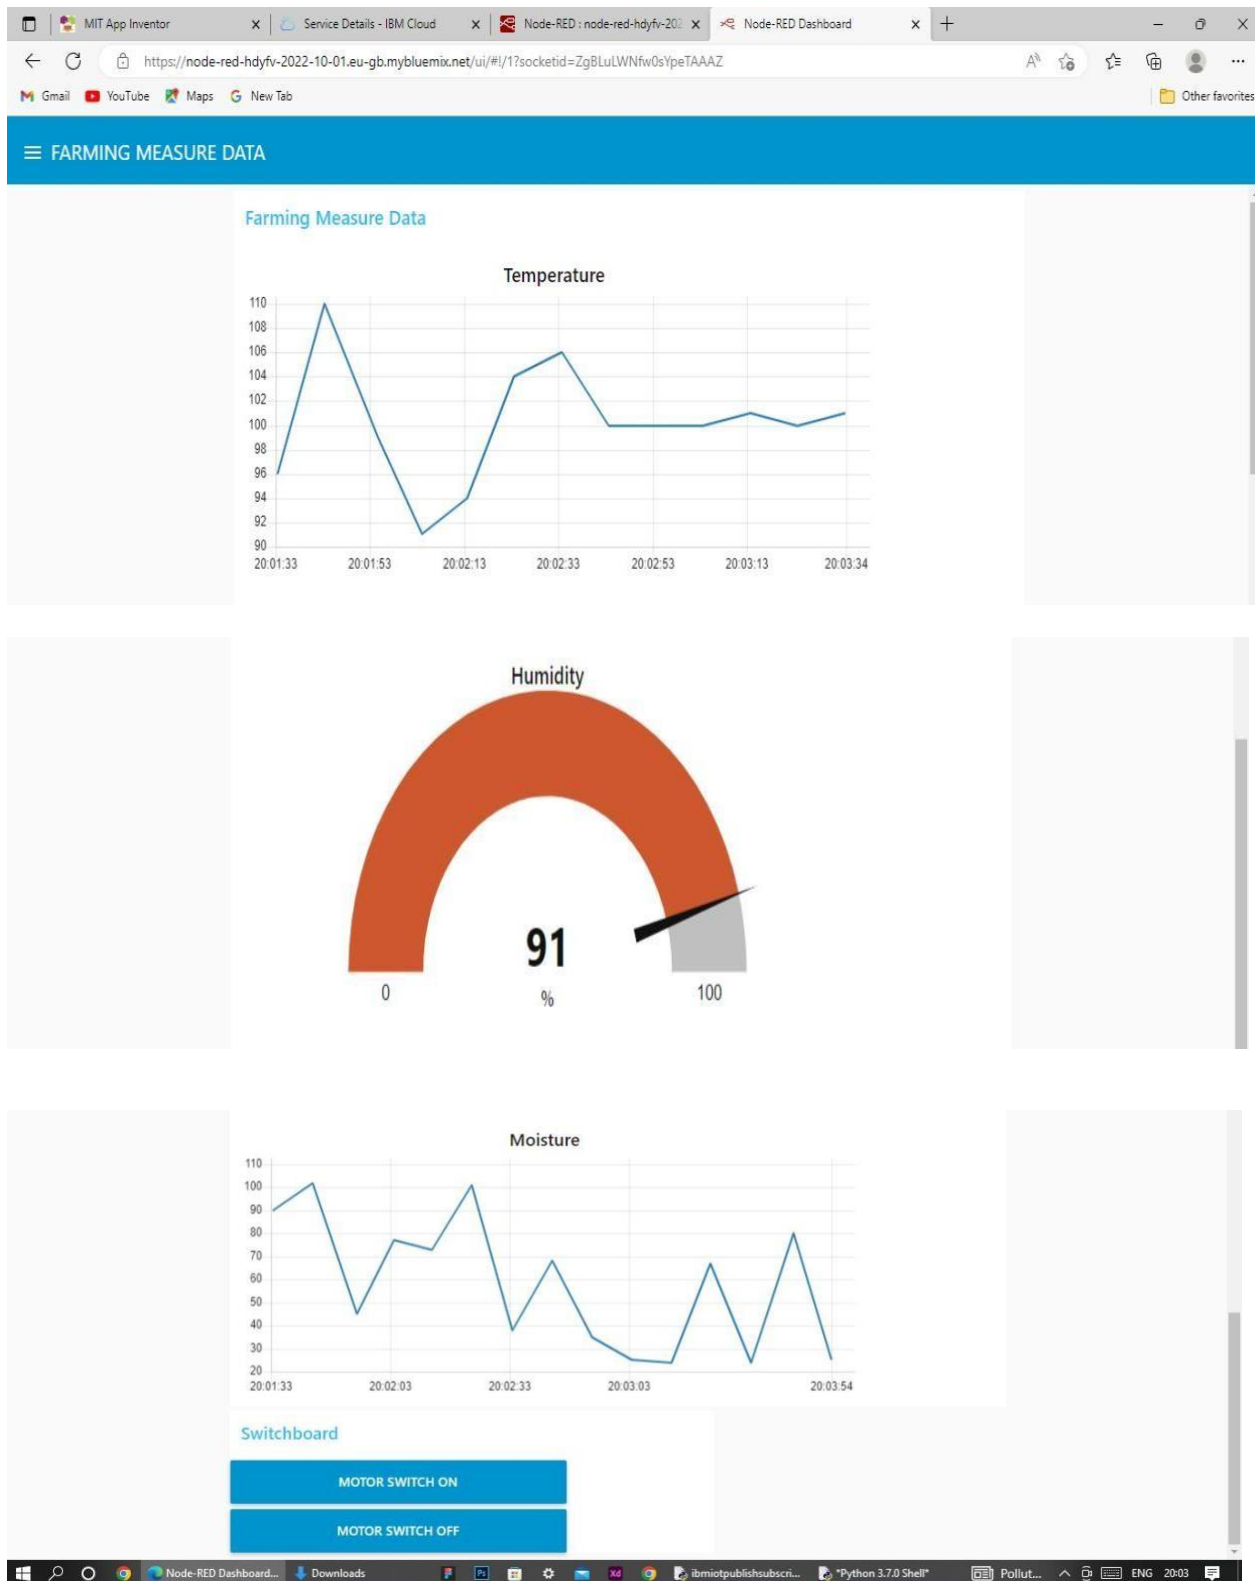 MIT App Inventor
Service Details - IBM Cloud
Node-RED : node-red-hdyfv-202
Node-RED Dashboard
https://node-red-hdyfv-2022-10-01.eu-gb.mybluemix.net/ui/#!/1?socketid=ZgBLuLWNfw0sYpeTAAAZ
Gmail YouTube Maps New Tab Other favorites
FARMING MEASURE DATA
Farming Measure Data
Temperature
110
108
106
104
102
100
98
96
94
92
90
20:01:33 20:01:53 20:02:13 20:02:33 20:02:53 20:03:13 20:03:34
Humidity
91
0 % 100
Moisture
110
100
90
80
70
60
50
40
30
20
20:01:33 20:02:03 20:02:33 20:03:03 20:03:54
Switchboard
MOTOR SWITCH ON
MOTOR SWITCH OFF
Node-RED Dashboard... Downloads Ps Xd ibmiotpublishsubscri... *Python 3.7.0 Shell* Pollut... ENG 20:03